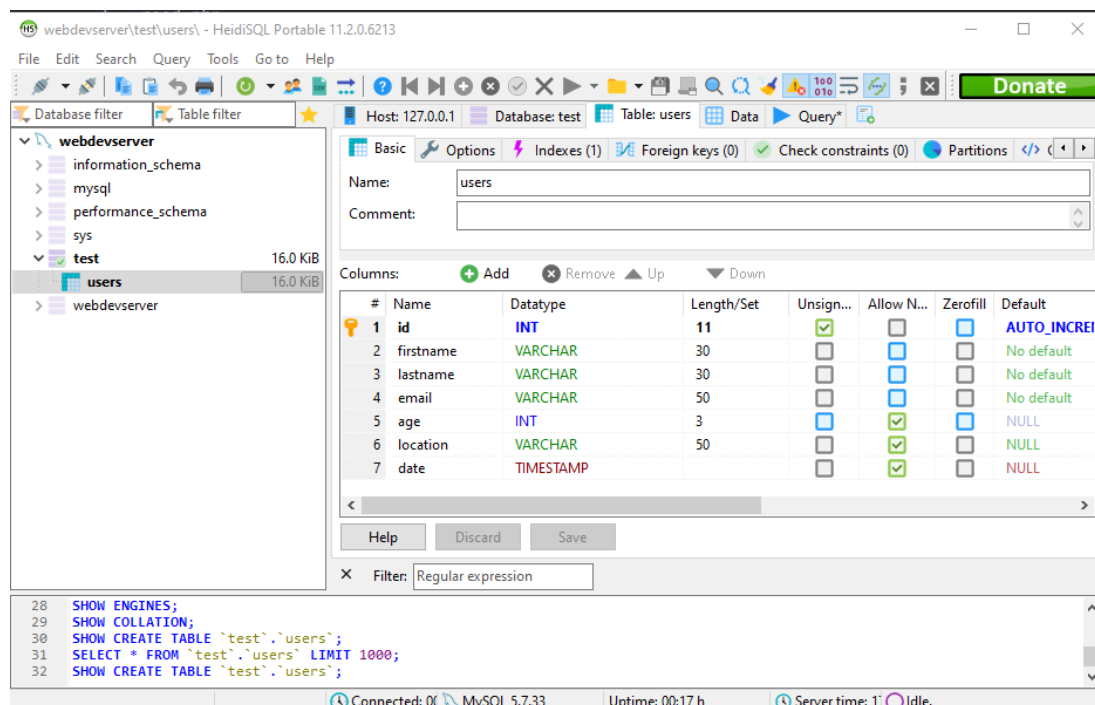 webdevserver\test\users\ - HeidiSQL Portable 11.2.0.6213
File Edit Search Query Tools Go to Help
Donate
Database filter Table filter
Host: 127.0.0.1 Database: test Table: users Data Query*
webdevserver
information_schema
mysql
performance_schema
sys
test 16.0 KiB
users 16.0 KiB
webdevserver
Basic Options Indexes (1) Foreign keys (0) Check constraints (0) Partitions </>
Name: users
Comment:
Columns: Add Remove Up Down
# Name Datatype Length/Set Unsign... Allow N... Zerofill Default
1 id INT 11 AUTO_INCREI
2 firstname VARCHAR 30 No default
3 lastname VARCHAR 30 No default
4 email VARCHAR 50 No default
5 age INT 3 NULL
6 location VARCHAR 50 NULL
7 date TIMESTAMP NULL
Help Discard Save
Filter: Regular expression
28 SHOW ENGINES;
29 SHOW COLLATION;
30 SHOW CREATE TABLE `test`.`users`;
31 SELECT * FROM `test`.`users` LIMIT 1000;
32 SHOW CREATE TABLE `test`.`users`;
Connected: MySQL 5.7.33 Uptime: 00:17 h Server time: Idle.